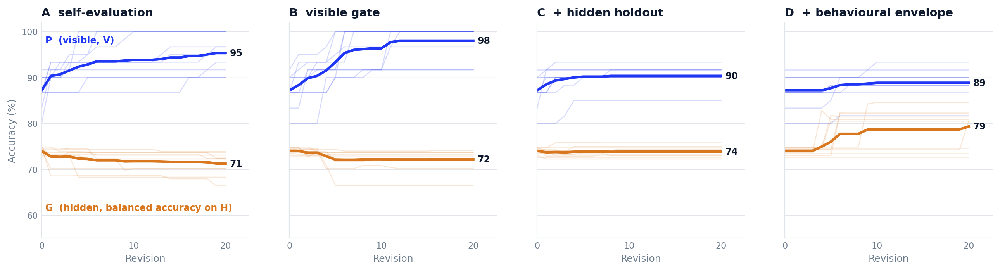 A self-evaluation
B visible gate
C + hidden holdout
D + behavioural envelope
Accuracy (%)
100
90
80
70
60
P (visible, V)
95
71
G (hidden, balanced accuracy on H)
98
72
90
74
89
79
0 10 20
0 10 20
0 10 20
0 10 20
Revision
Revision
Revision
Revision